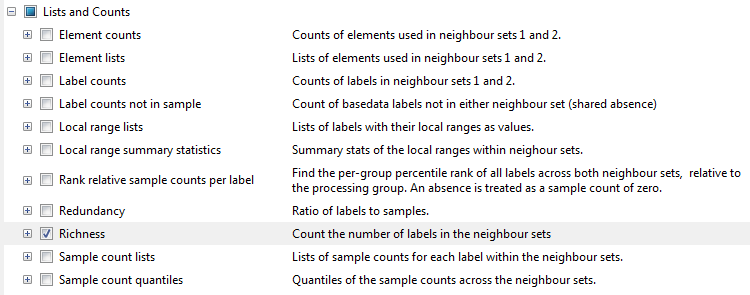 Lists and Counts
Element counts Counts of elements used in neighbour sets 1 and 2.
Element lists Lists of elements used in neighbour sets 1 and 2.
Label counts Counts of labels in neighbour sets 1 and 2.
Label counts not in sample Count of basedata labels not in either neighbour set (shared absence)
Local range lists Lists of labels with their local ranges as values.
Local range summary statistics Summary stats of the local ranges within neighour sets.
Rank relative sample counts per label Find the per-group percentile rank of all labels across both neighbour sets, relative to
the processing group. An absence is treated as a sample count of zero.
Redundancy Ratio of labels to samples.
Richness Count the number of labels in the neighbour sets
Sample count lists Lists of sample counts for each label within the neighbour sets.
Sample count quantiles Quantiles of the sample counts across the neighbour sets.